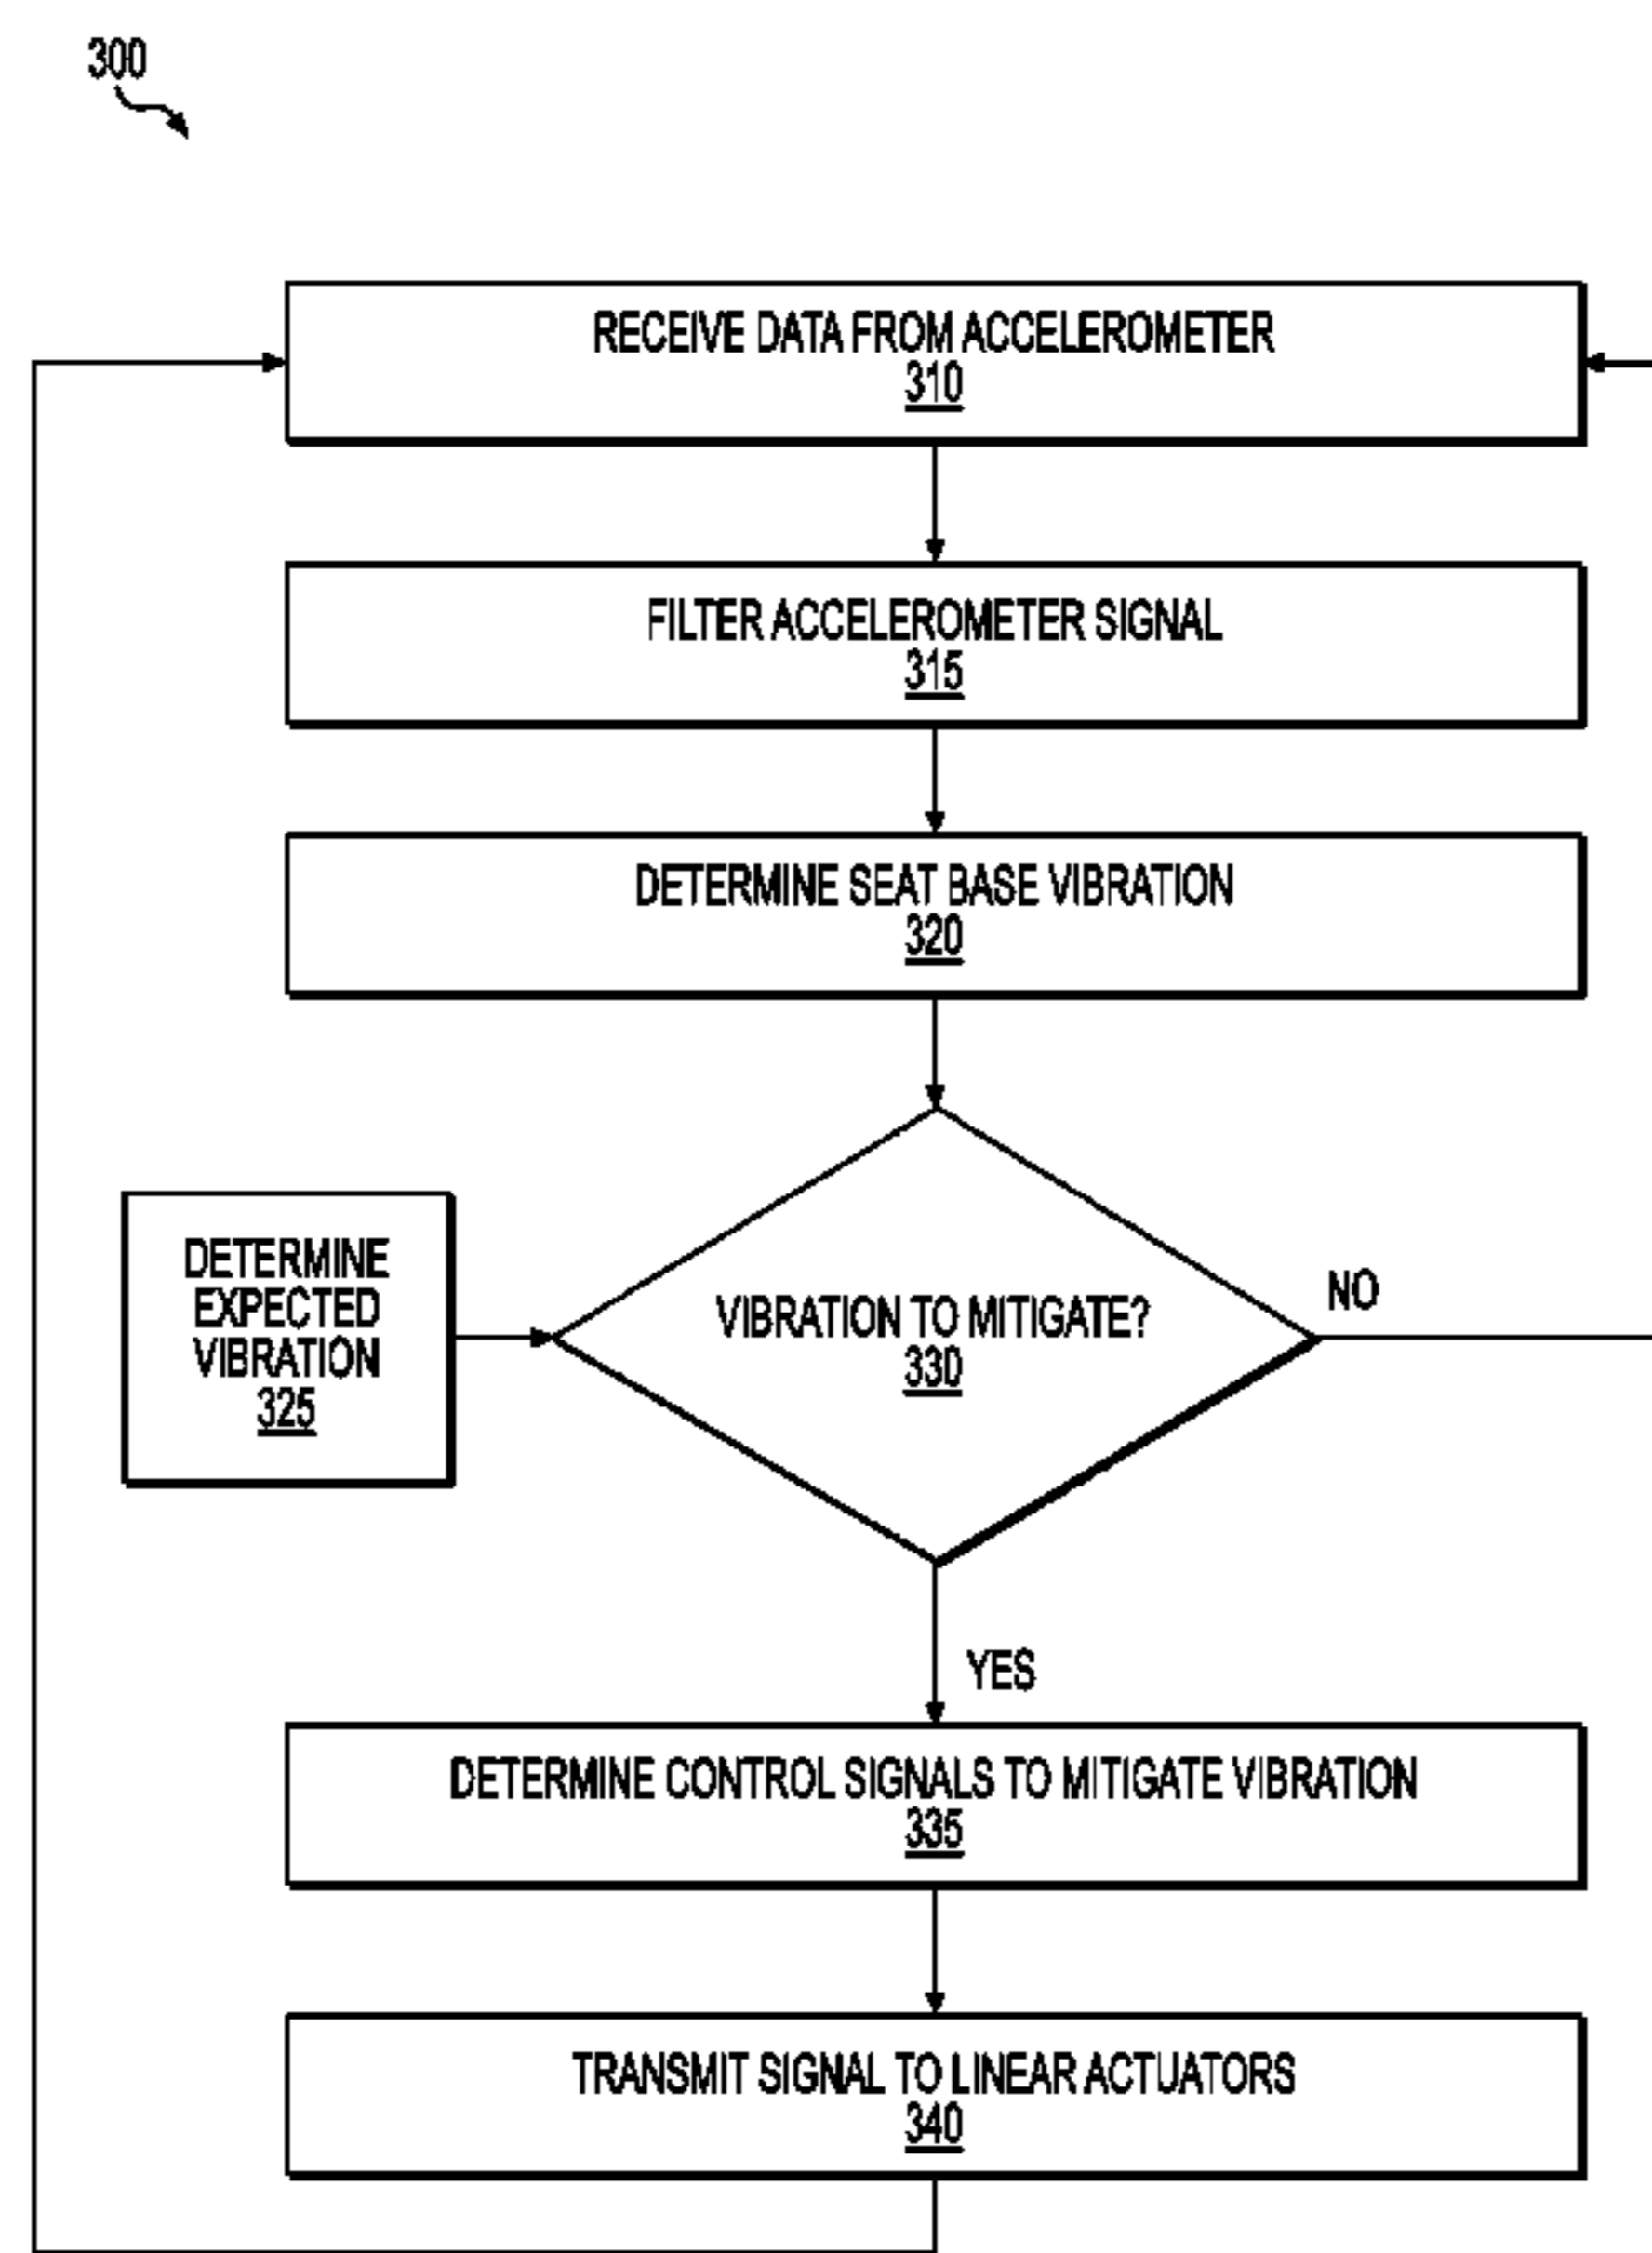 300
RECEIVE DATA FROM ACCELEROMETER
310
FILTER ACCELEROMETER SIGNAL
315
DETERMINE SEAT BASE VIBRATION
320
DETERMINE
EXPECTED
VIBRATION
325
VIBRATION TO MITIGATE?
330
NO
YES
DETERMINE CONTROL SIGNALS TO MITIGATE VIBRATION
335
TRANSMIT SIGNAL TO LINEAR ACTUATORS
340